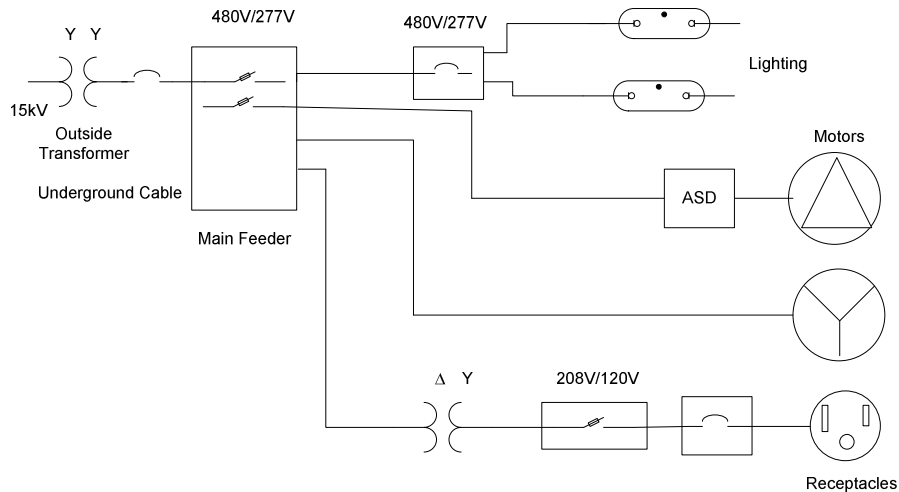 480V/277V
480V/277V
Y Y
Lighting
15kV
Outside
Transformer
Motors
Underground Cable
ASD
Main Feeder
Δ Y
208V/120V
Receptacles